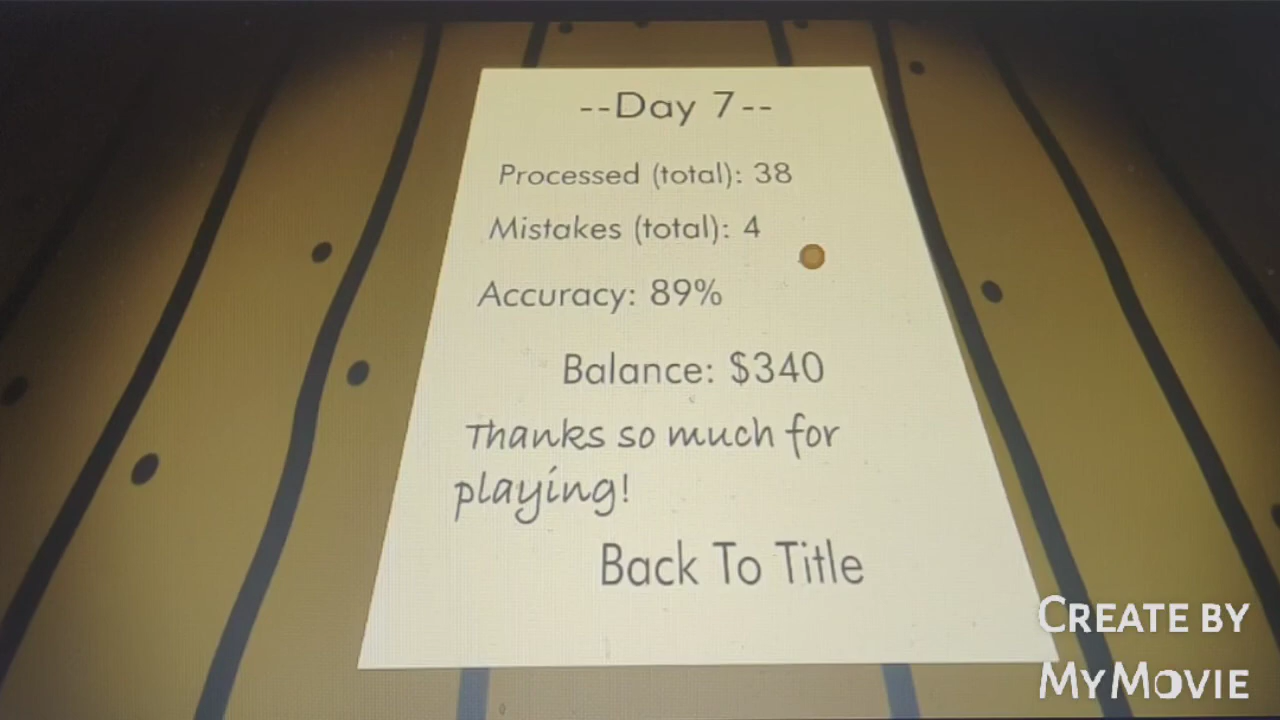 --Day 7--
Processed (total): 38
Mistakes (total): 4
Accuracy: 89%
Balance: $340
Thanks so much for
playing!
Back To Title
CREATE BY
MYMOVIE